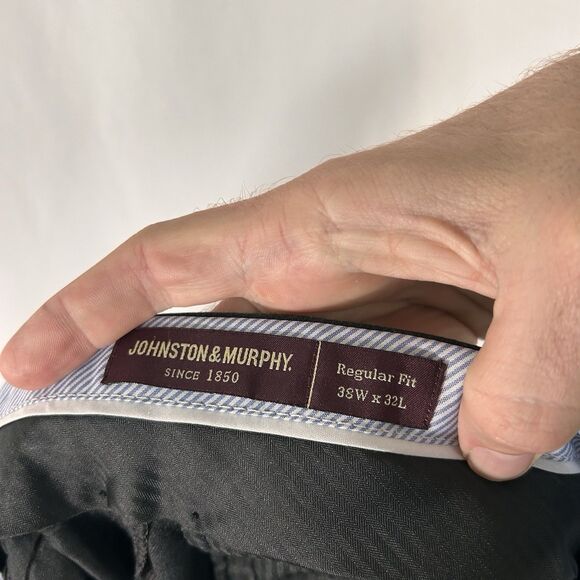 JOHNSTON & MURPHY.
SINCE 1850
Regular Fit
38W x 32L